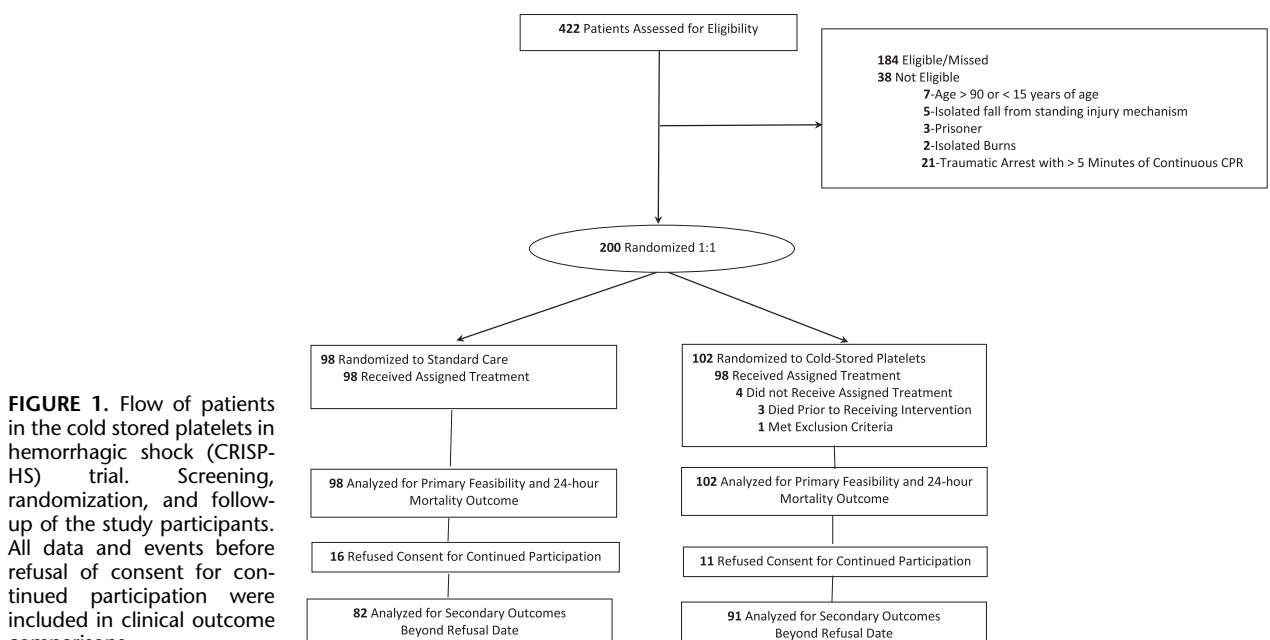 422 Patients Assessed for Eligibility
184 Eligible/Missed
38 Not Eligible
7-Age > 90 or < 15 years of age
5-Isolated fall from standing injury mechanism
3-Prisoner
2-Isolated Burns
21-Traumatic Arrest with > 5 Minutes of Continuous CPR
200 Randomized 1:1
98 Randomized to Standard Care
98 Received Assigned Treatment
102 Randomized to Cold-Stored Platelets
98 Received Assigned Treatment
4 Did not Receive Assigned Treatment
3 Died Prior to Receiving Intervention
1 Met Exclusion Criteria
98 Analyzed for Primary Feasibility and 24-hour
Mortality Outcome
102 Analyzed for Primary Feasibility and 24-hour
Mortality Outcome
16 Refused Consent for Continued Participation
11 Refused Consent for Continued Participation
82 Analyzed for Secondary Outcomes
Beyond Refusal Date
91 Analyzed for Secondary Outcomes
Beyond Refusal Date
FIGURE 1. Flow of patients
in the cold stored platelets in
hemorrhagic shock (CRISP-
HS) trial. Screening,
randomization, and follow-
up of the study participants.
All data and events before
refusal of consent for con-
tinued participation were
included in clinical outcome